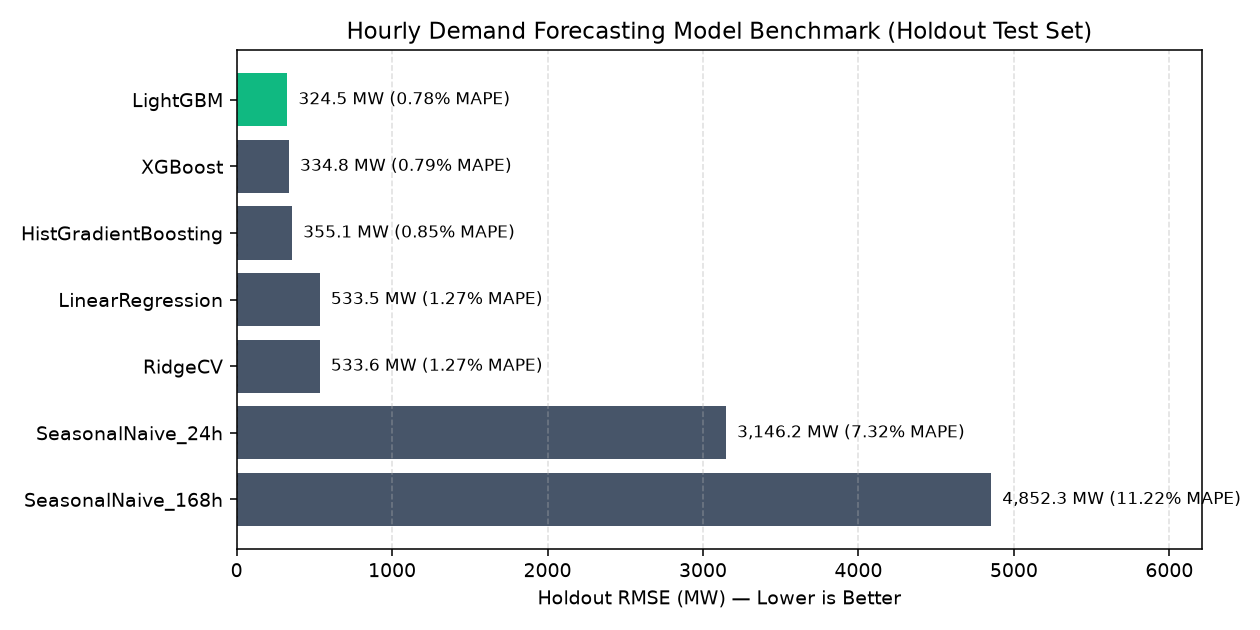 Hourly Demand Forecasting Model Benchmark (Holdout Test Set)
LightGBM 324.5 MW (0.78% MAPE)
XGBoost 334.8 MW (0.79% MAPE)
HistGradientBoosting 355.1 MW (0.85% MAPE)
LinearRegression 533.5 MW (1.27% MAPE)
RidgeCV 533.6 MW (1.27% MAPE)
SeasonalNaive_24h 3,146.2 MW (7.32% MAPE)
SeasonalNaive_168h 4,852.3 MW (11.22% MAPE)
0 1000 2000 3000 4000 5000 6000
Holdout RMSE (MW) — Lower is Better